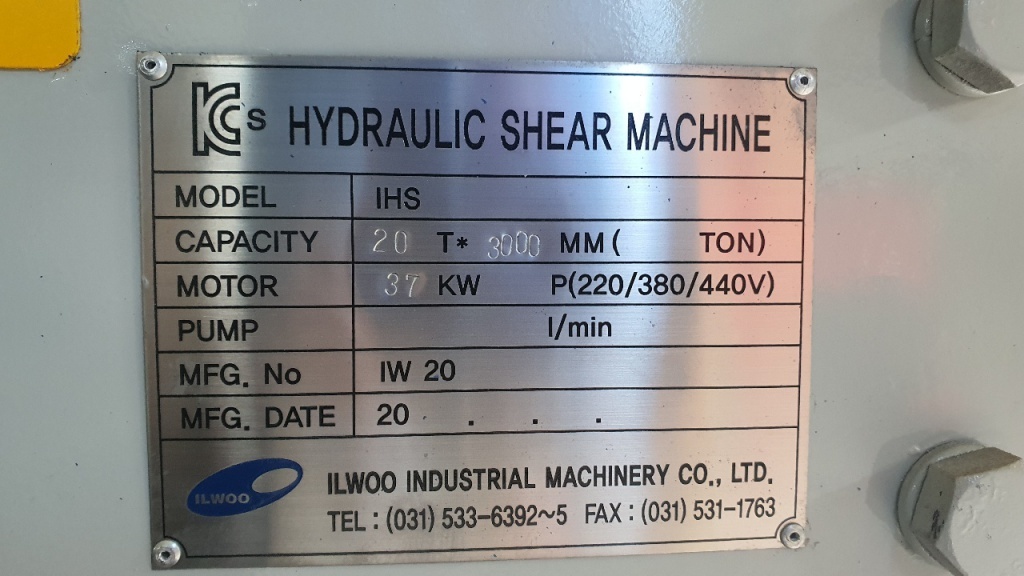 KCs HYDRAULIC SHEAR MACHINE
MODEL IHS
CAPACITY 20 T* 3000 MM ( TON)
MOTOR 37 KW P(220/380/440V)
PUMP l/min
MFG. No IW 20
MFG. DATE 20 . . .
ILWOO ILWOO INDUSTRIAL MACHINERY CO., LTD.
TEL : (031) 533-6392~5 FAX : (031) 531-1763